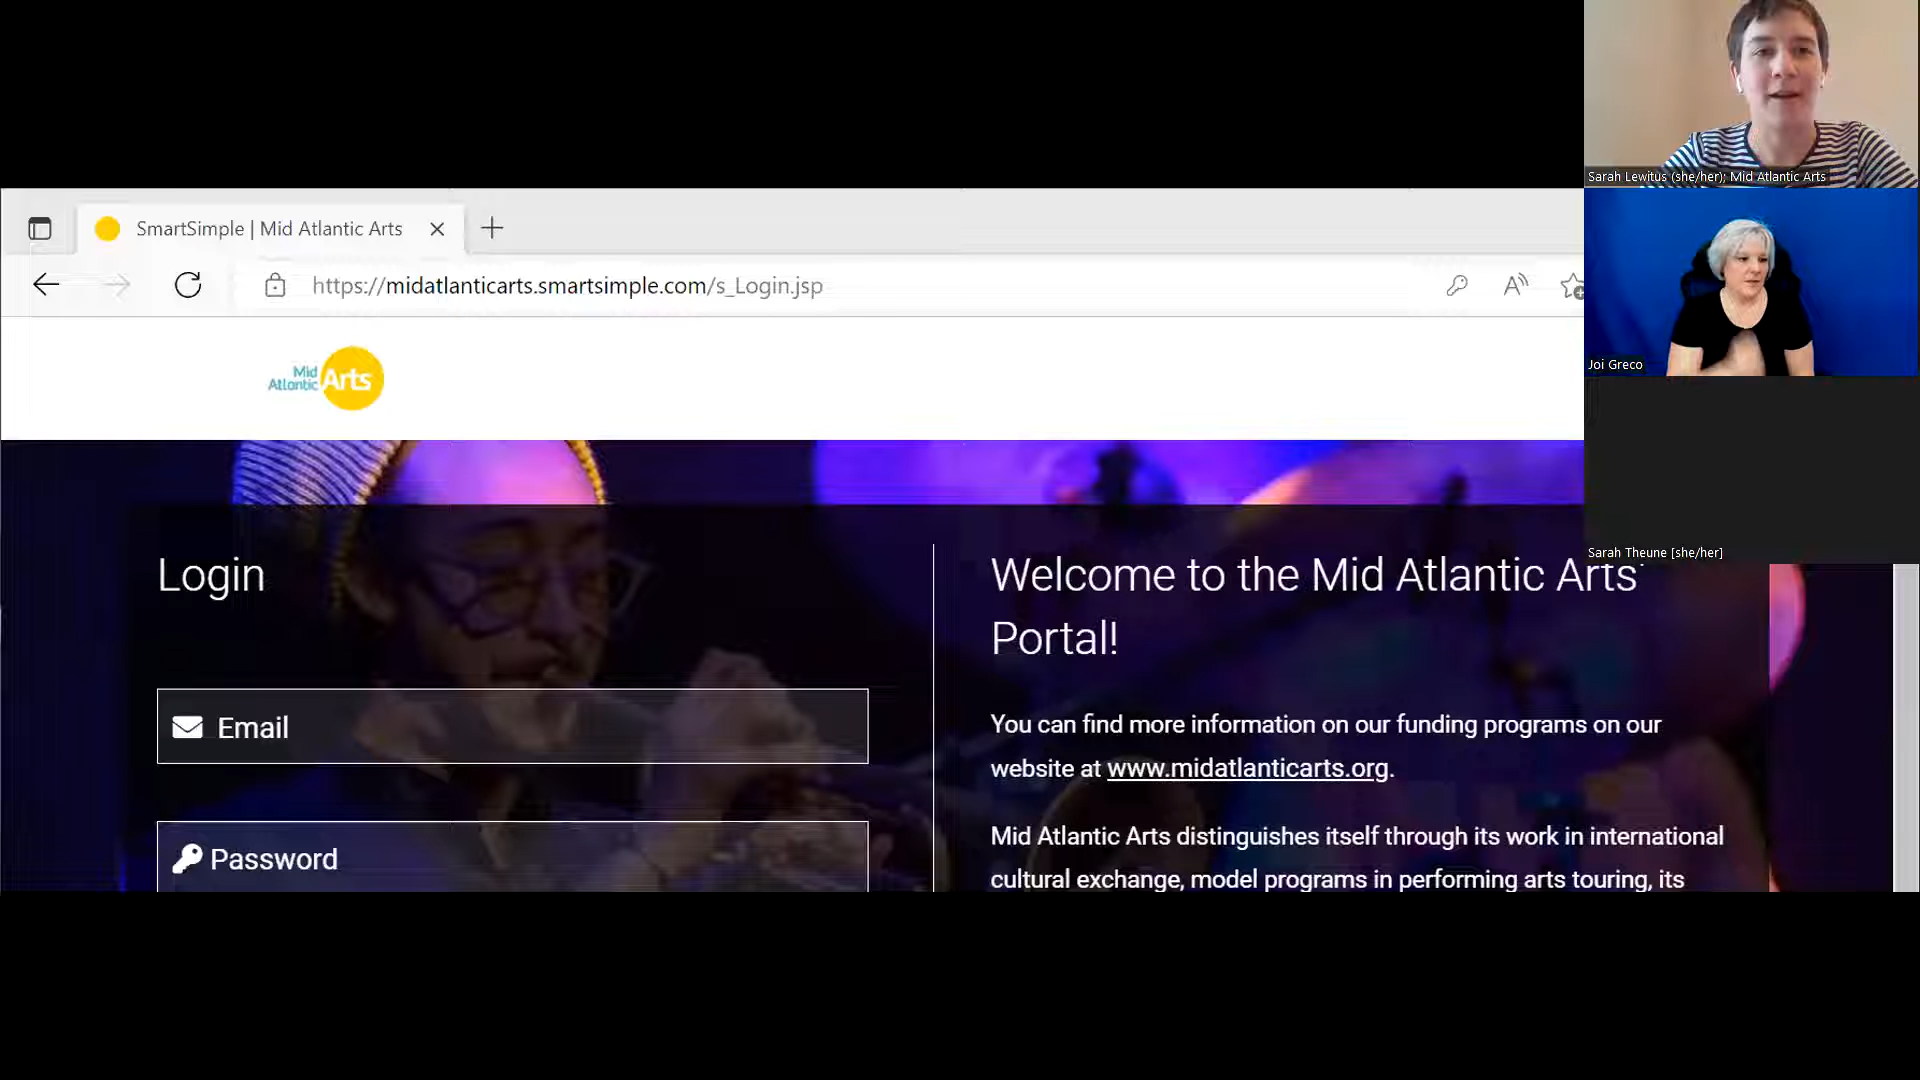 Sarah Lewitus (she/her); Mid Atlantic Arts
SmartSimple | Mid Atlantic Arts
https://midatlanticarts.smartsimple.com/s_Login.jsp
Joi Greco
Mid
Atlantic Arts
Sarah Theune [she/her]
Login
Email
Password
Welcome to the Mid Atlantic Arts'
Portal!
You can find more information on our funding programs on our
website at www.midatlanticarts.org.
Mid Atlantic Arts distinguishes itself through its work in international
cultural exchange, model programs in performing arts touring, its